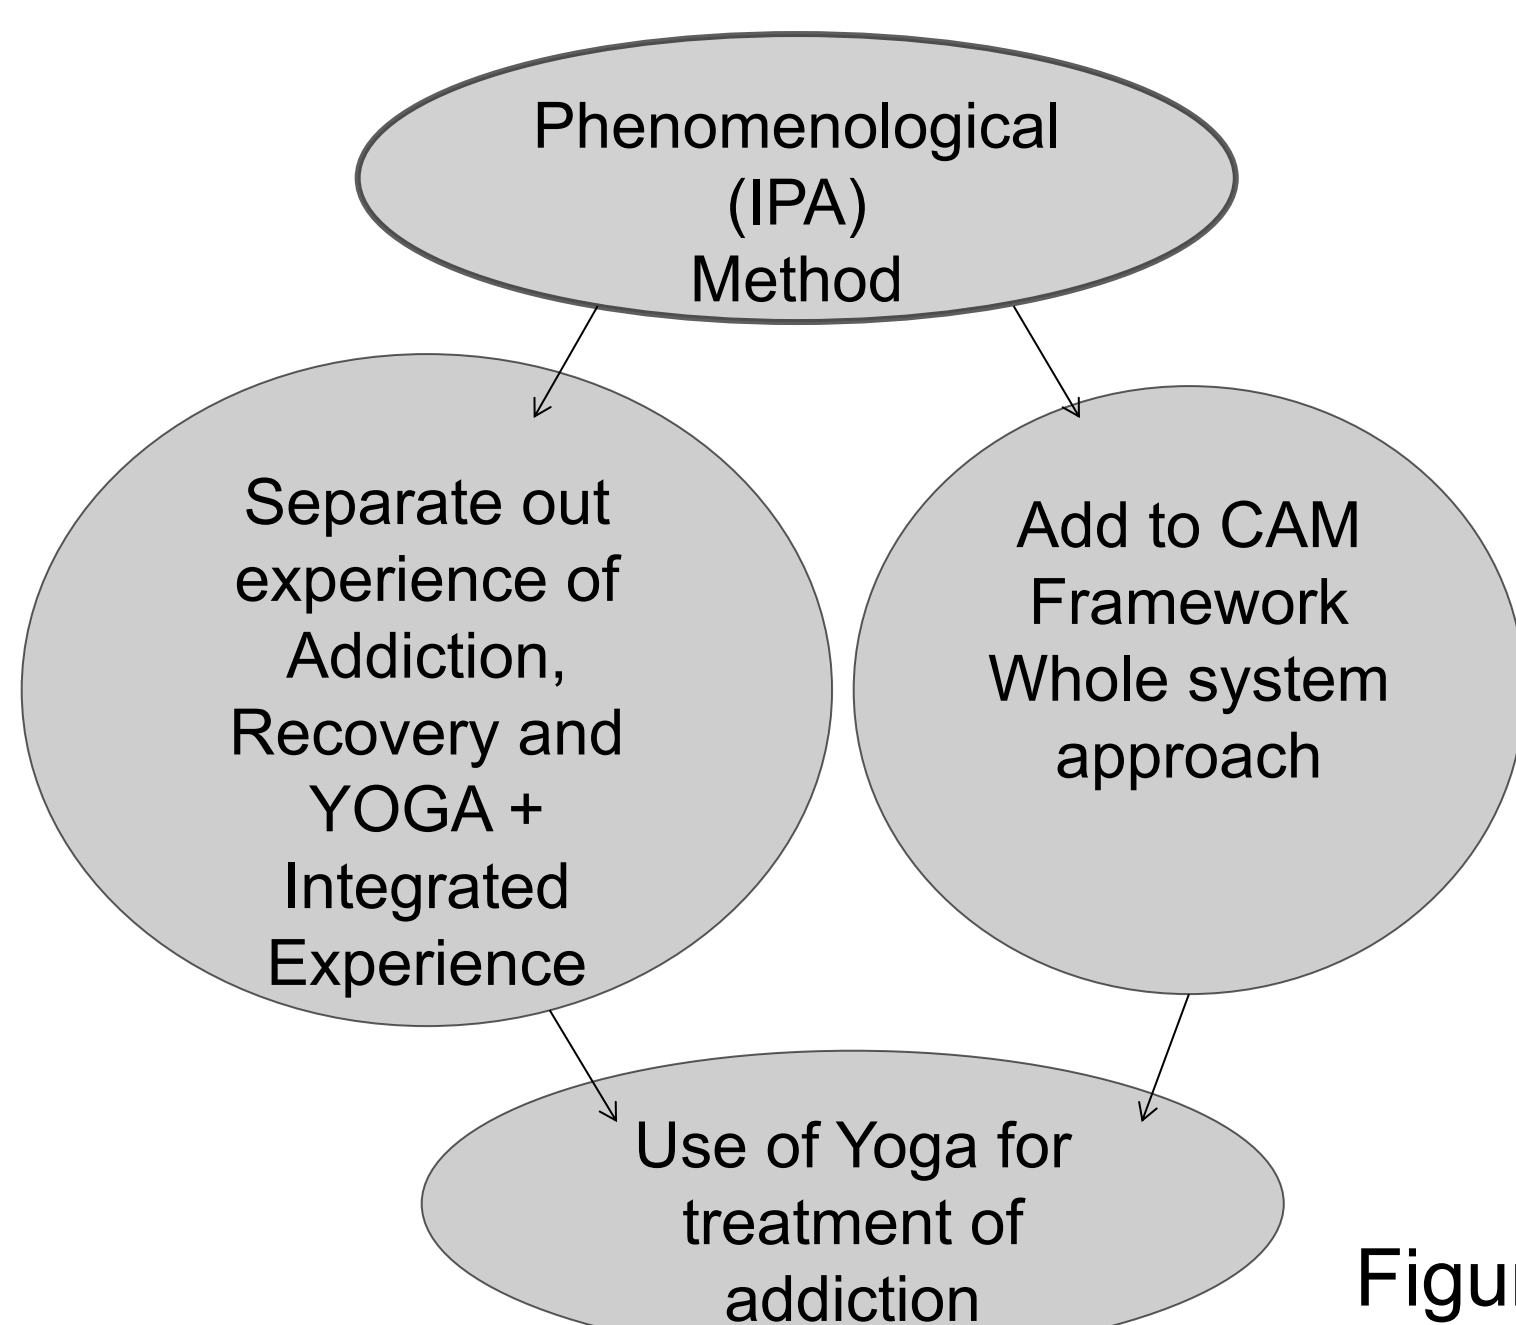 Phenomenological
(IPA)
Method
Separate out
experience of
Addiction,
Recovery and
YOGA +
Integrated
Experience
Add to CAM
Framework
Whole system
approach
Use of Yoga for
treatment of
addiction